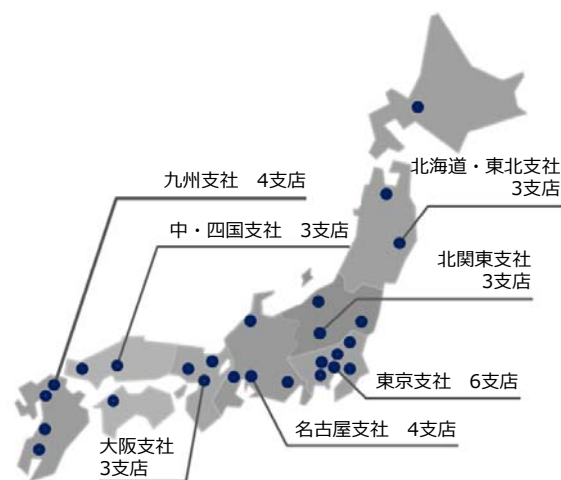 九州支社　4支店
北海道・東北支社
3支店
中・四国支社　3支店
北関東支社
3支店
東京支社　6支店
名古屋支社　4支店
大阪支社
3支店